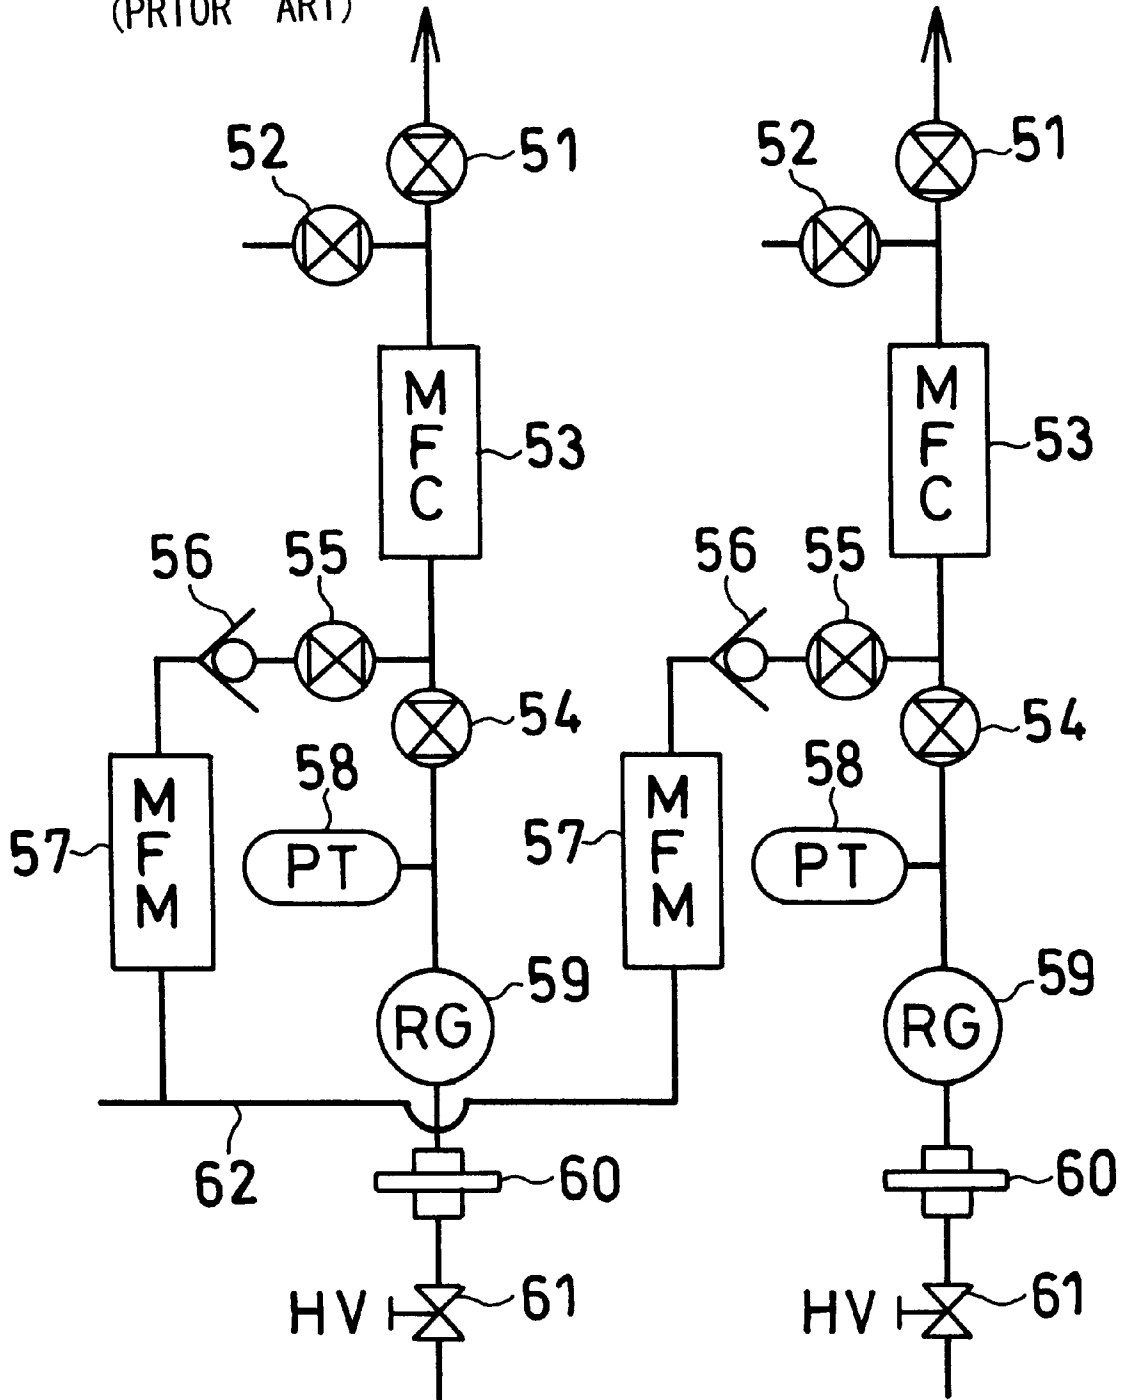 (PRIOR ART)
52 51 52 51
MFC 53 MFC 53
56 55 56 55
54 54
58 58
57 MFM PT 57 MFM PT
59 59
RG RG
62 60 60
HV 61 HV 61